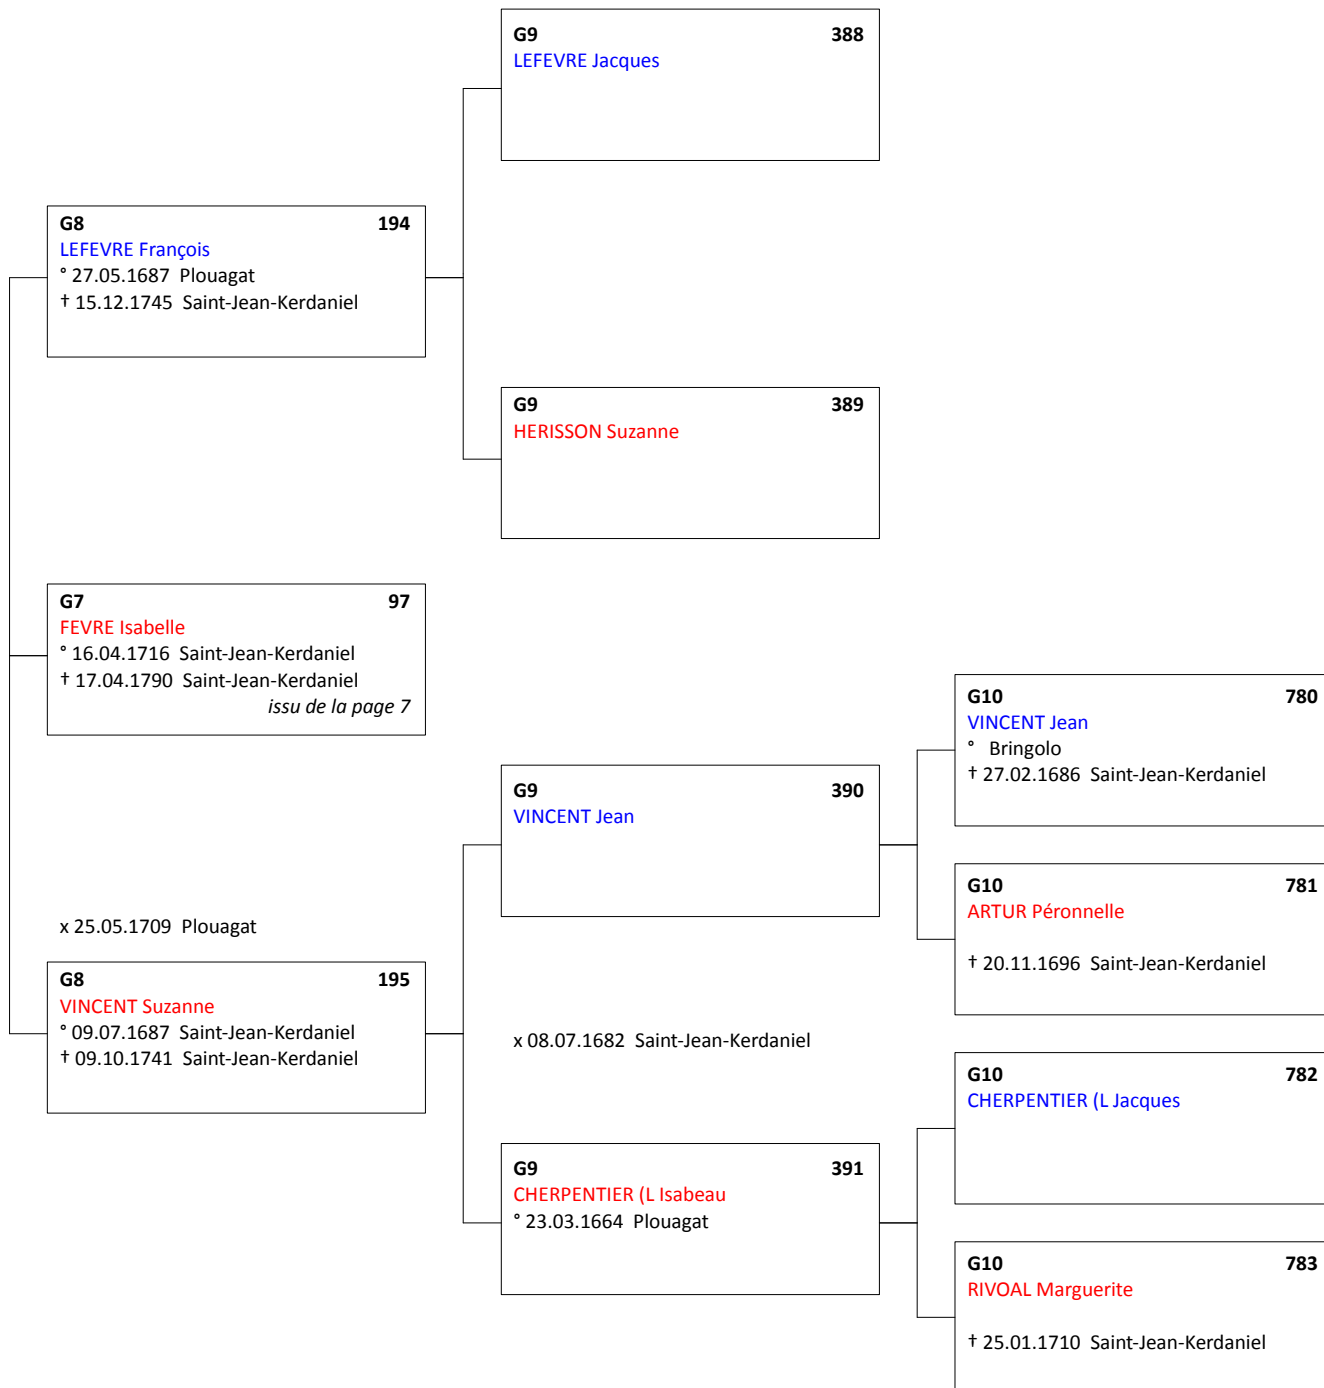 G9 388
LEFEVRE Jacques
G8 194
LEFEVRE François
° 27.05.1687 Plouagat
† 15.12.1745 Saint-Jean-Kerdaniel
G9 389
HERISSON Suzanne
G7 97
FEVRE Isabelle
° 16.04.1716 Saint-Jean-Kerdaniel
† 17.04.1790 Saint-Jean-Kerdaniel
issu de la page 7
G10 780
VINCENT Jean
° Bringolo
† 27.02.1686 Saint-Jean-Kerdaniel
G9 390
VINCENT Jean
G10 781
ARTUR Péronnelle
† 20.11.1696 Saint-Jean-Kerdaniel
x 25.05.1709 Plouagat
G8 195
VINCENT Suzanne
° 09.07.1687 Saint-Jean-Kerdaniel
† 09.10.1741 Saint-Jean-Kerdaniel
x 08.07.1682 Saint-Jean-Kerdaniel
G10 782
CHERPENTIER (L Jacques
G9 391
CHERPENTIER (L Isabeau
° 23.03.1664 Plouagat
G10 783
RIVOAL Marguerite
† 25.01.1710 Saint-Jean-Kerdaniel